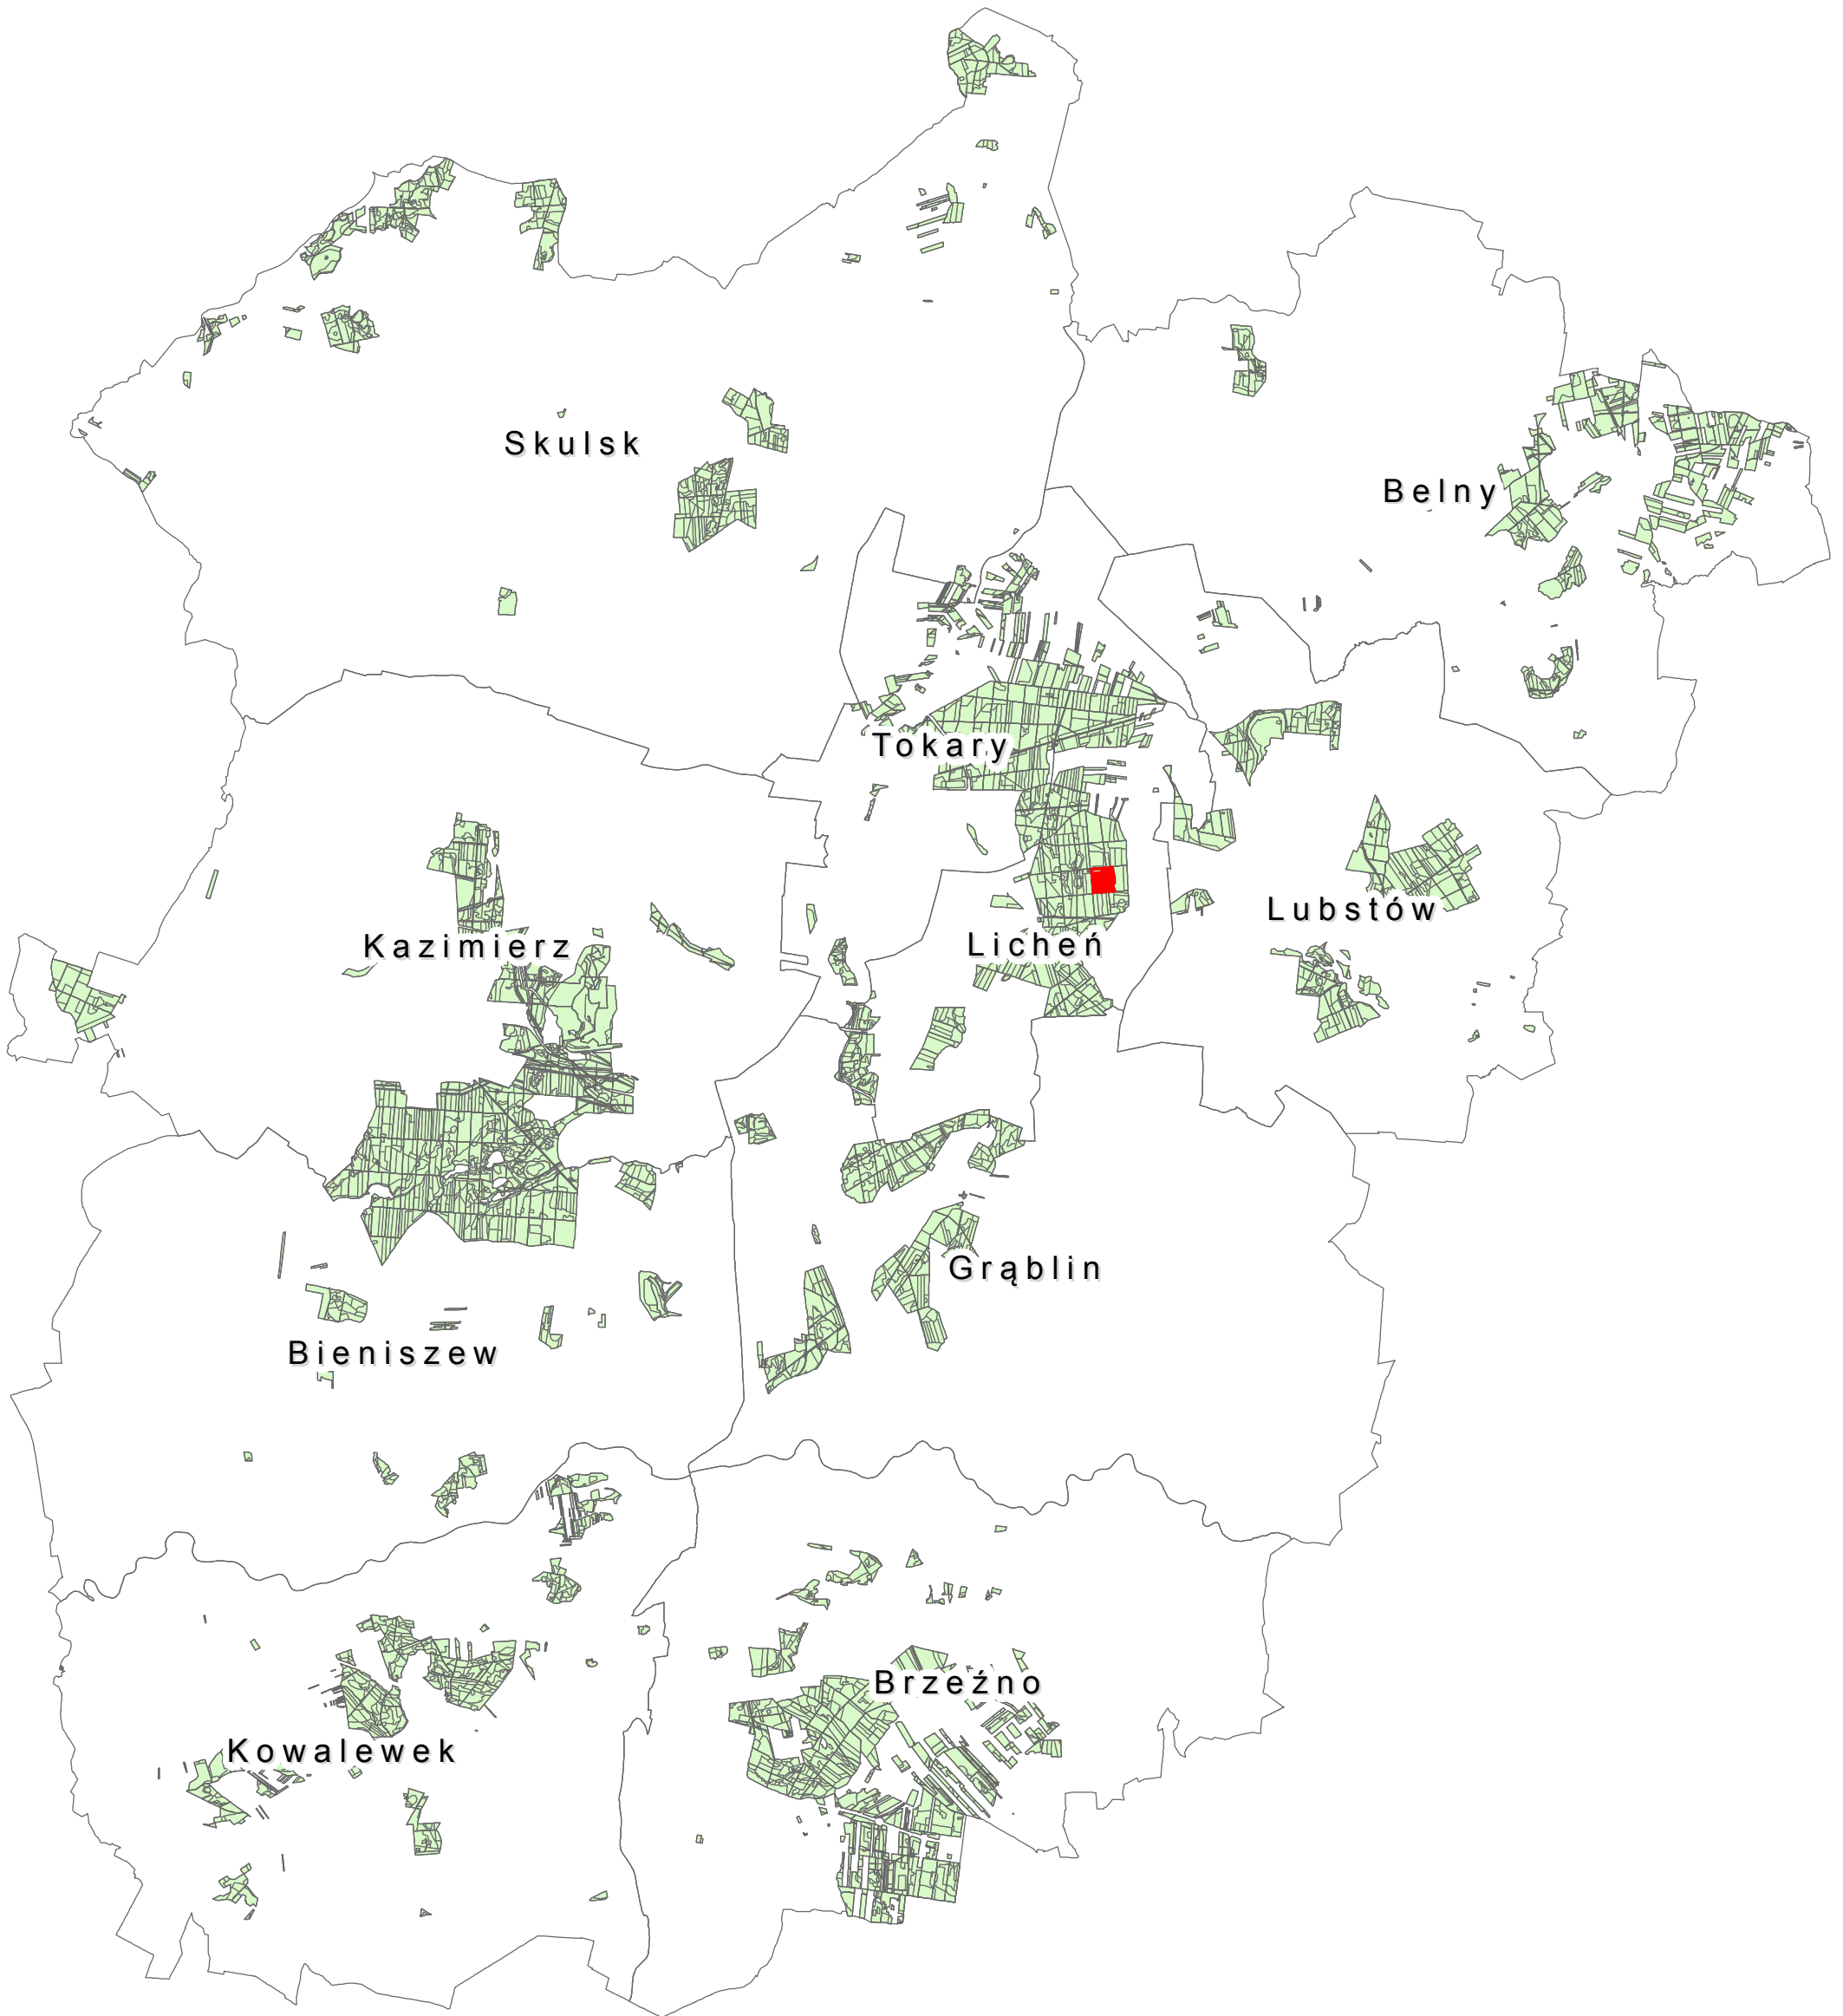 Skulsk
Belny
Tokary
Lubstów
Licheń
Kazimierz
Grąblin
Bieniszew
Brzeźno
Kowalewek